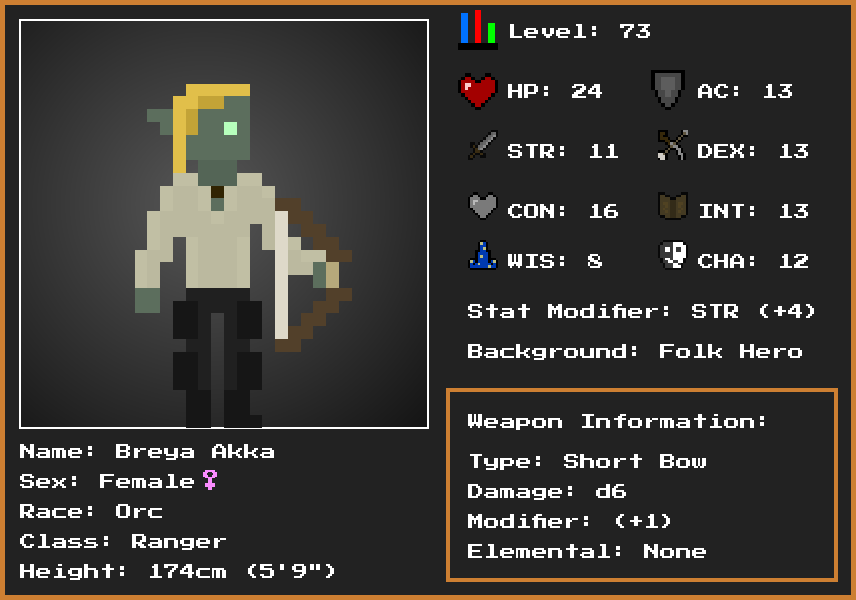 Level: 73
HP: 24 AC: 13
STR: 11 DEX: 13
CON: 16 INT: 13
WIS: 8 CHA: 12
Stat Modifier: STR (+4)
Background: Folk Hero
Weapon Information:
Type: Short Bow
Damage: d6
Modifier: (+1)
Elemental: None
Name: Breya Akka
Sex: Female♀
Race: Orc
Class: Ranger
Height: 174cm (5'9")